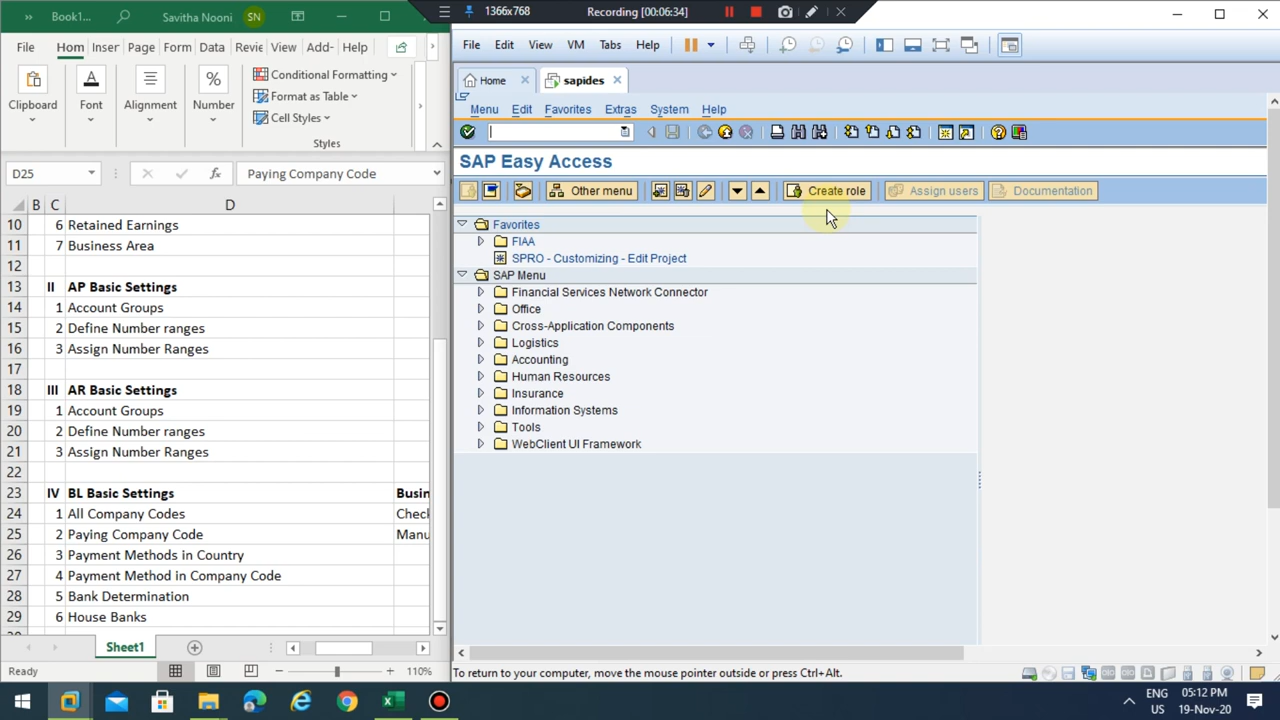 Book1...
Savitha Nooni
SN
1366x768
Recording [00:06:34]
File
Hom
Inser
Page
Form
Data
Revie
View
Add-
Help
Clipboard
Font
Alignment
%
Number
Conditional Formatting
Format as Table
Cell Styles
Styles
D25
fx
Paying Company Code
B C D
10 6 Retained Earnings
11 7 Business Area
12
13 II AP Basic Settings
14 1 Account Groups
15 2 Define Number ranges
16 3 Assign Number Ranges
17
18 III AR Basic Settings
19 1 Account Groups
20 2 Define Number ranges
21 3 Assign Number Ranges
22
23 IV BL Basic Settings Busin
24 1 All Company Codes Check
25 2 Paying Company Code Manu
26 3 Payment Methods in Country
27 4 Payment Method in Company Code
28 5 Bank Determination
29 6 House Banks
Sheet1
Ready
110%
File Edit View VM Tabs Help
Home
sapides
Menu Edit Favorites Extras System Help
SAP Easy Access
Other menu
Create role
Assign users
Documentation
Favorites
FIAA
SPRO - Customizing - Edit Project
SAP Menu
Financial Services Network Connector
Office
Cross-Application Components
Logistics
Accounting
Human Resources
Insurance
Information Systems
Tools
WebClient UI Framework
To return to your computer, move the mouse pointer outside or press Ctrl+Alt.
ENG
US
05:12 PM
19-Nov-20